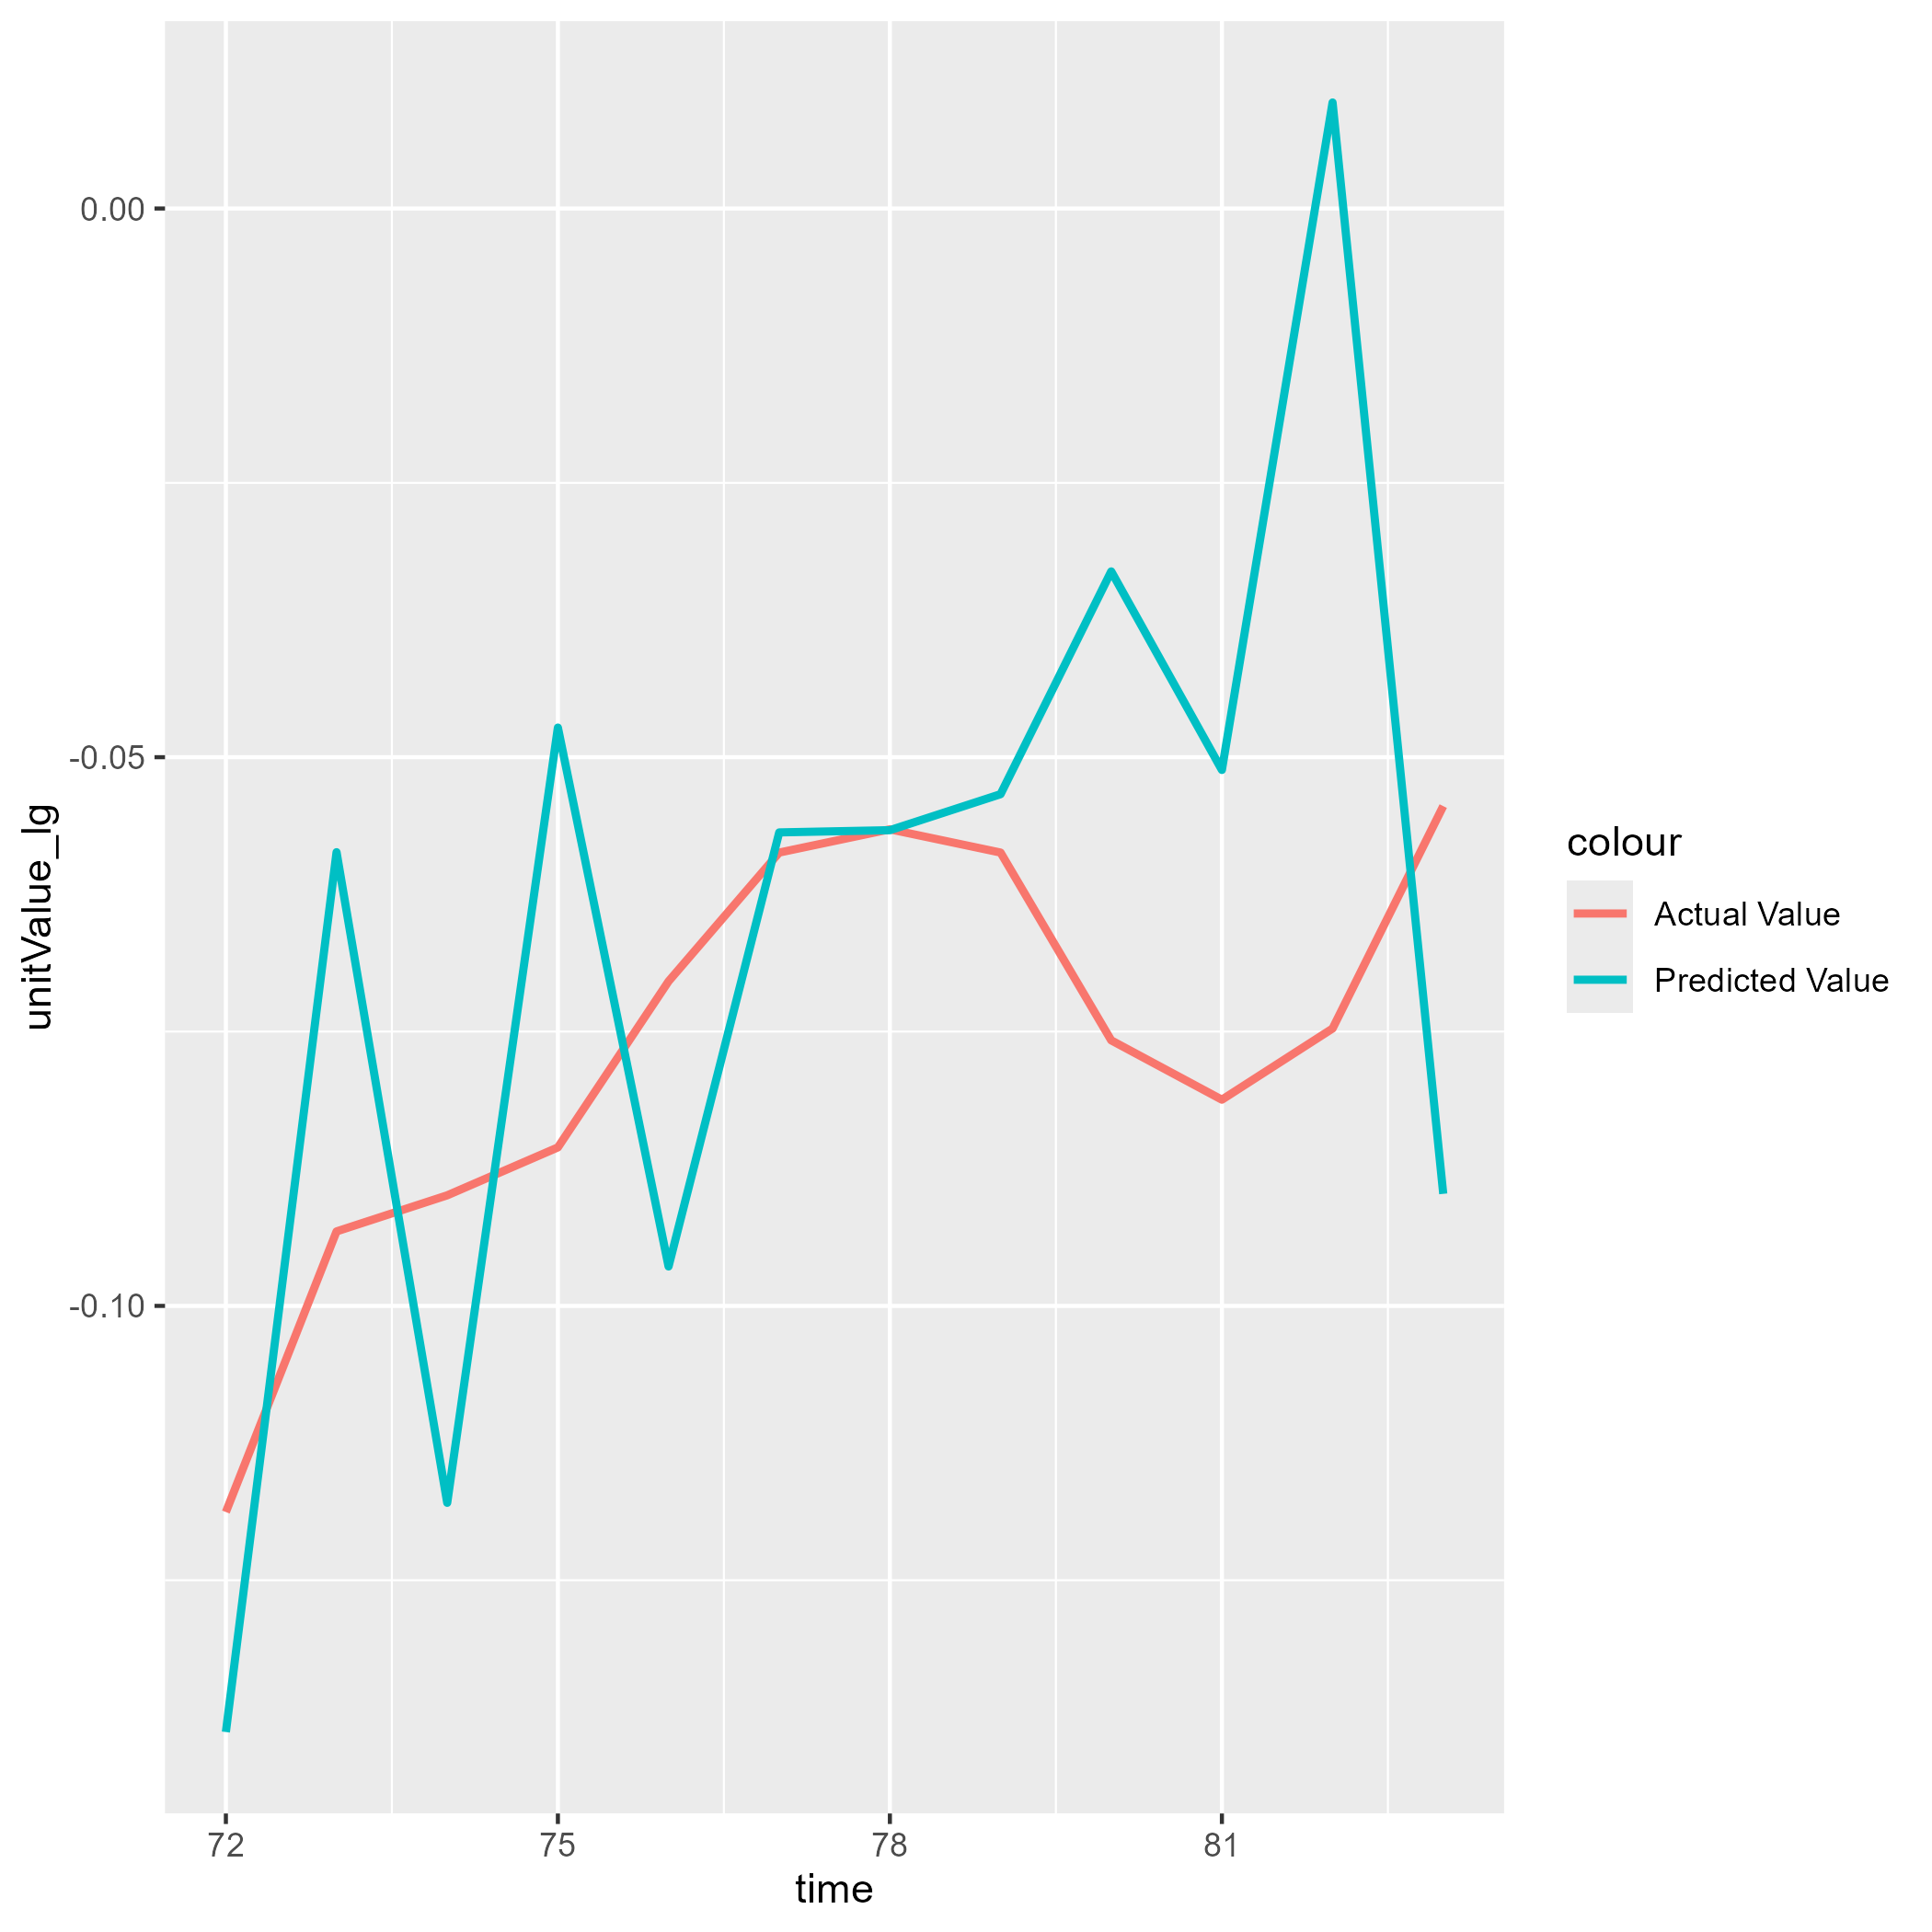 unitValue_lg
0.00
-0.05
-0.10
72 75 78 81
time
colour
Actual Value
Predicted Value